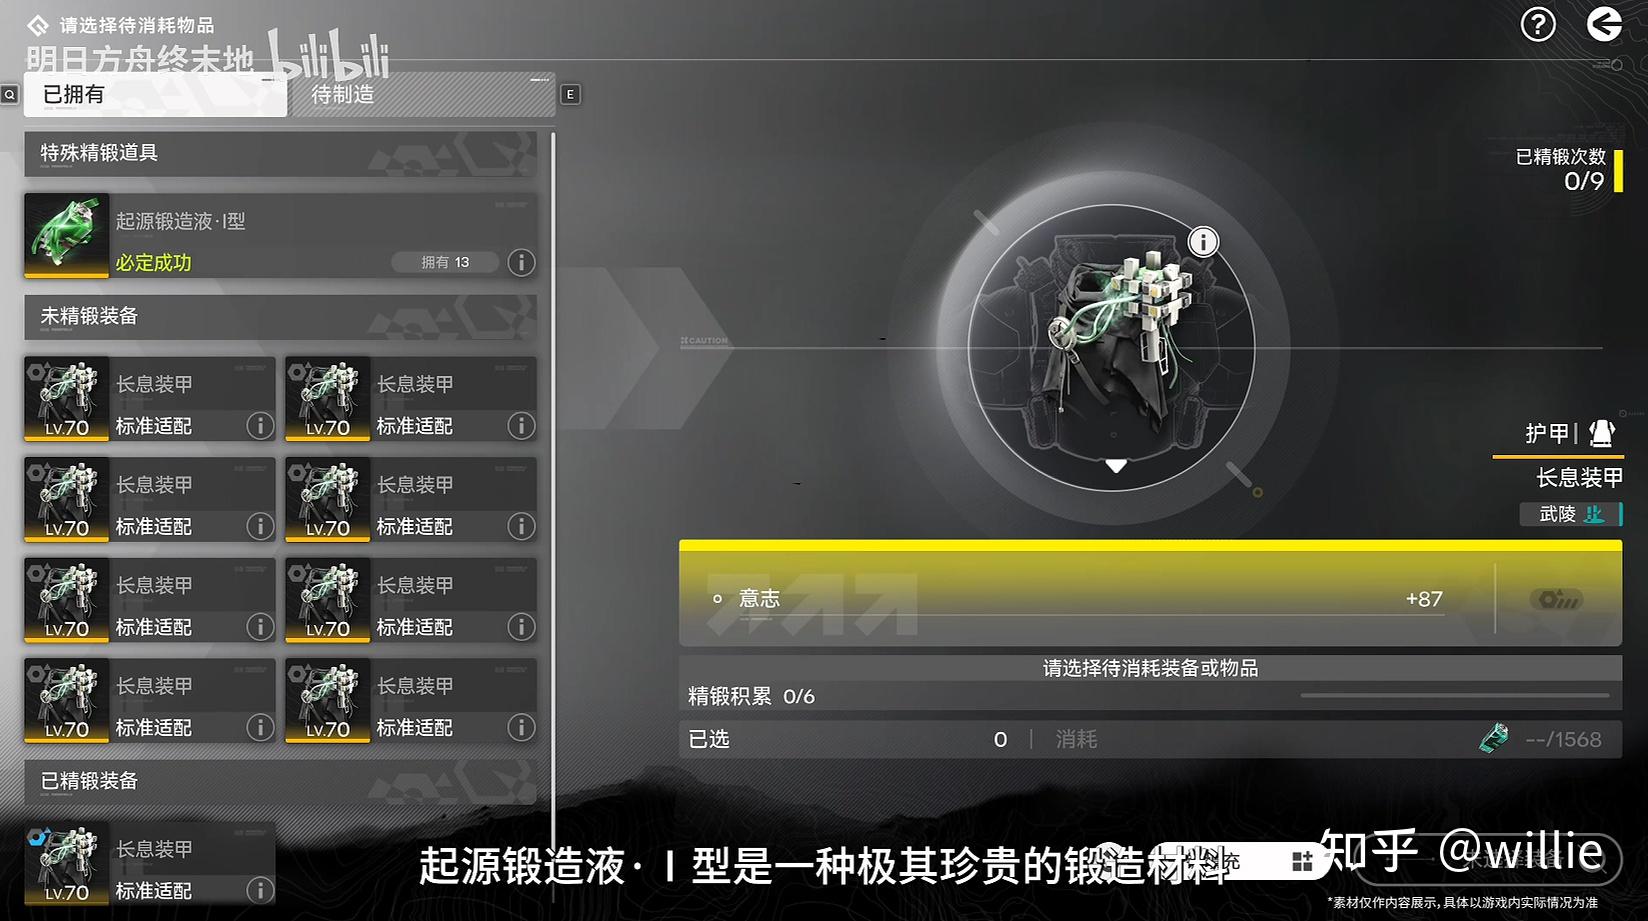 请选择待消耗物品
明日方舟终末地 bilibili
Q 已拥有 待制造 E
特殊精锻道具
起源锻造液·I型
必定成功 拥有 13
未精锻装备
长息装甲 长息装甲
LV.70 标准适配 LV.70 标准适配
长息装甲 长息装甲
LV.70 标准适配 LV.70 标准适配
长息装甲 长息装甲
LV.70 标准适配 LV.70 标准适配
长息装甲 长息装甲
LV.70 标准适配 LV.70 标准适配
已精锻装备
长息装甲
LV.70 标准适配
CAUTION
已精锻次数
0/9
护甲
长息装甲
武陵
意志 +87
请选择待消耗装备或物品
精锻积累 0/6
已选 0 消耗 --/1568
起源锻造液·I型是一种极其珍贵的锻造材料
知乎 @willie
*素材仅作内容展示,具体以游戏内实际情况为准